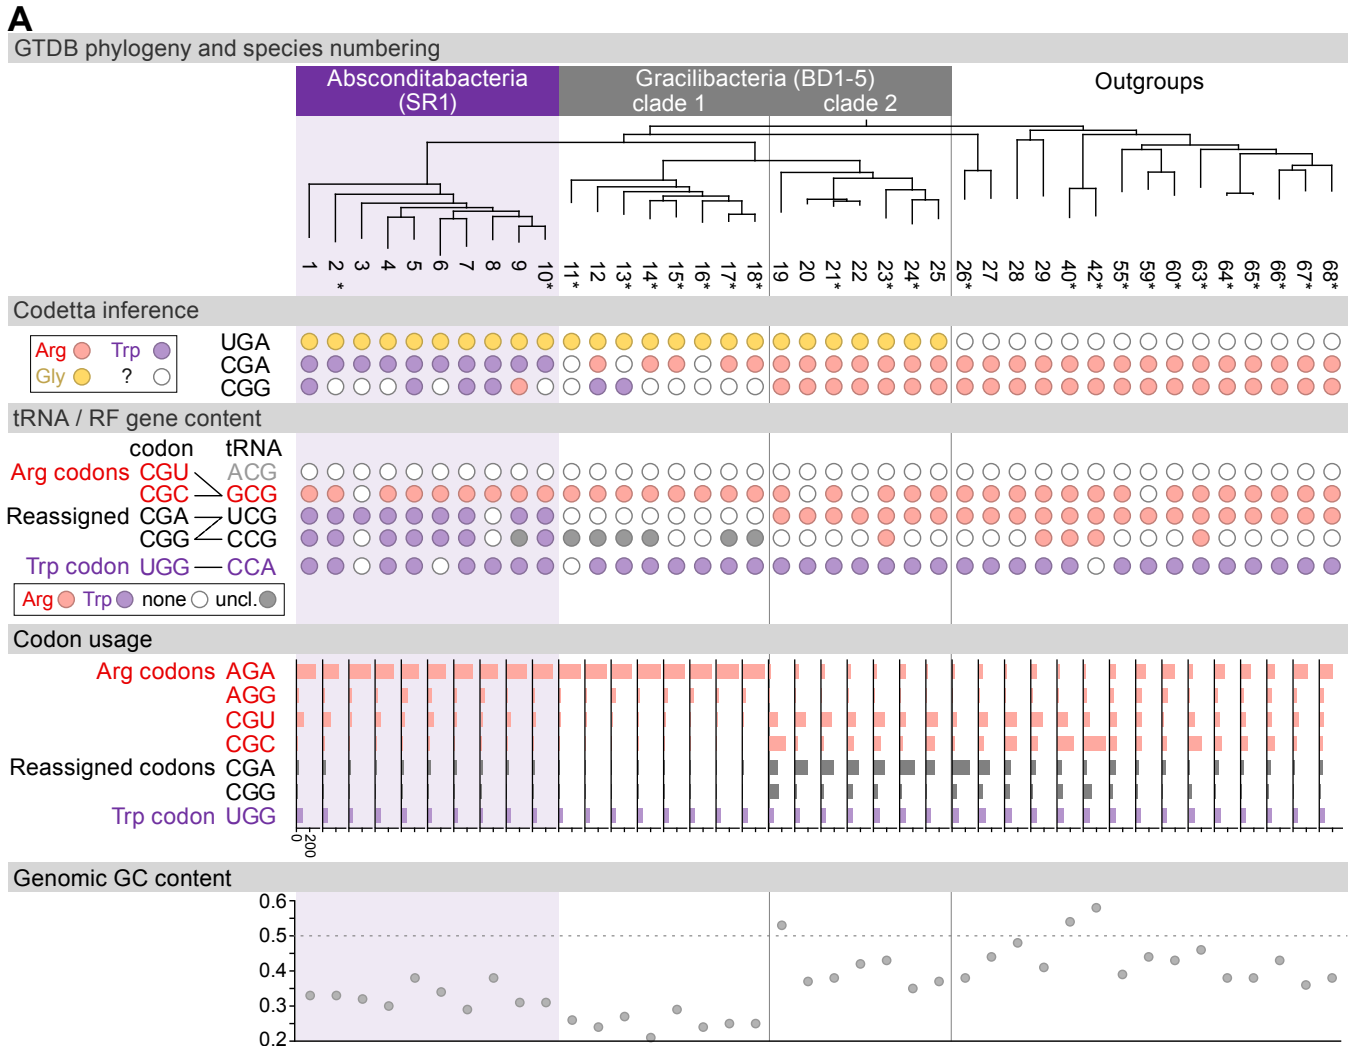 A
GTDB phylogeny and species numbering
Absconditabacteria
(SR1)
Gracilibacteria (BD1-5)
clade 1 clade 2
Outgroups
1 2* 3 4 5 6 7 8 9 10* 11* 12 13* 14* 15* 16* 17* 18* 19 20 21* 22 23* 24* 25 26* 27 28 29 40* 42* 55* 59* 60* 63* 64* 65* 66* 67* 68*
Codetta inference
Arg Trp
Gly ?
UGA
CGA
CGG
tRNA / RF gene content
codon tRNA
Arg codons CGU ACG
CGC GCG
Reassigned CGA UCG
CGG CCG
Trp codon UGG CCA
Arg Trp none uncl.
Codon usage
Arg codons AGA
AGG
CGU
CGC
Reassigned codons CGA
CGG
Trp codon UGG
0 200
Genomic GC content
0.6
0.5
0.4
0.3
0.2